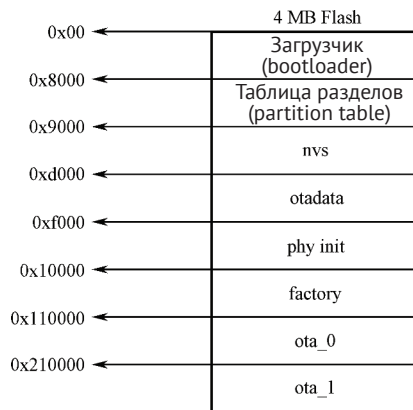 4 MB Flash
0x00
Загрузчик
(bootloader)
0x8000
Таблица разделов
(partition table)
0x9000
nvs
0xd000
otadata
0xf000
phy init
0x10000
factory
0x110000
ota_0
0x210000
ota_1